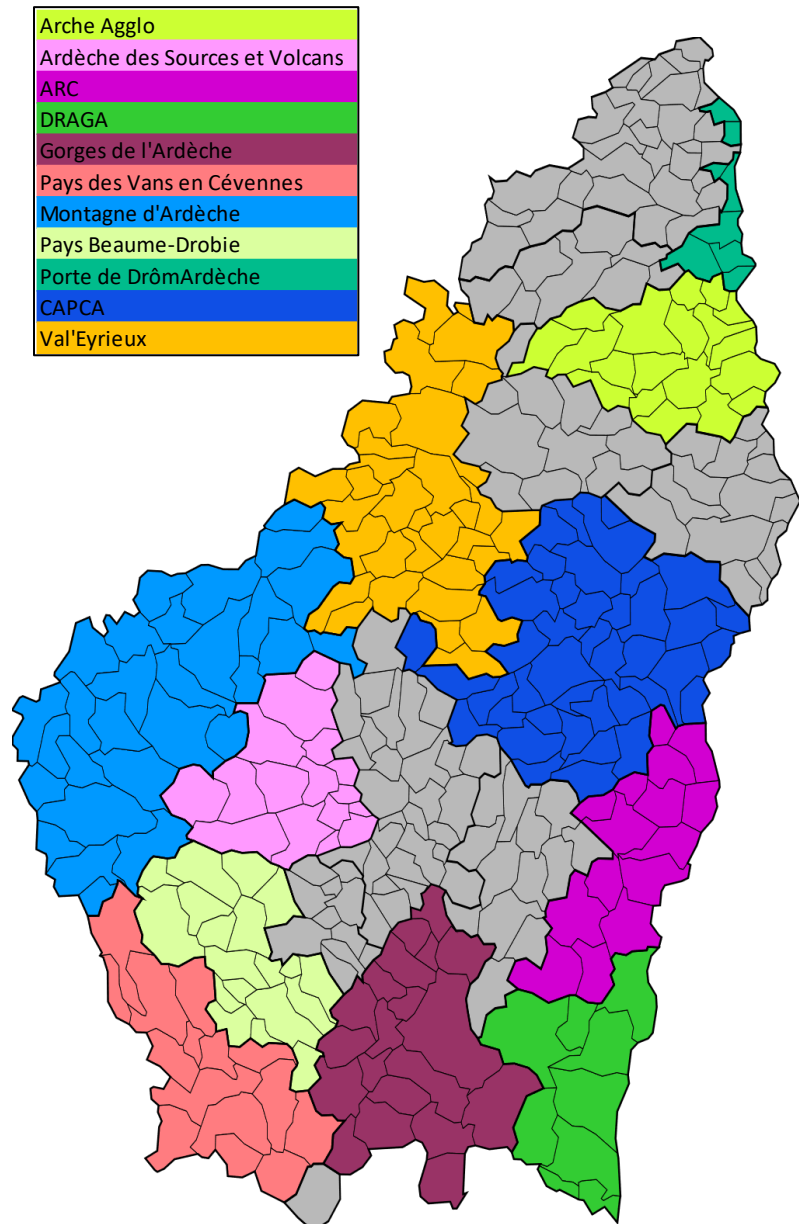 Arche Agglo
Ardèche des Sources et Volcans
ARC
DRAGA
Gorges de l'Ardèche
Pays des Vans en Cévennes
Montagne d'Ardèche
Pays Beaume-Drobie
Porte de DrômArdèche
CAPCA
Val'Eyrieux